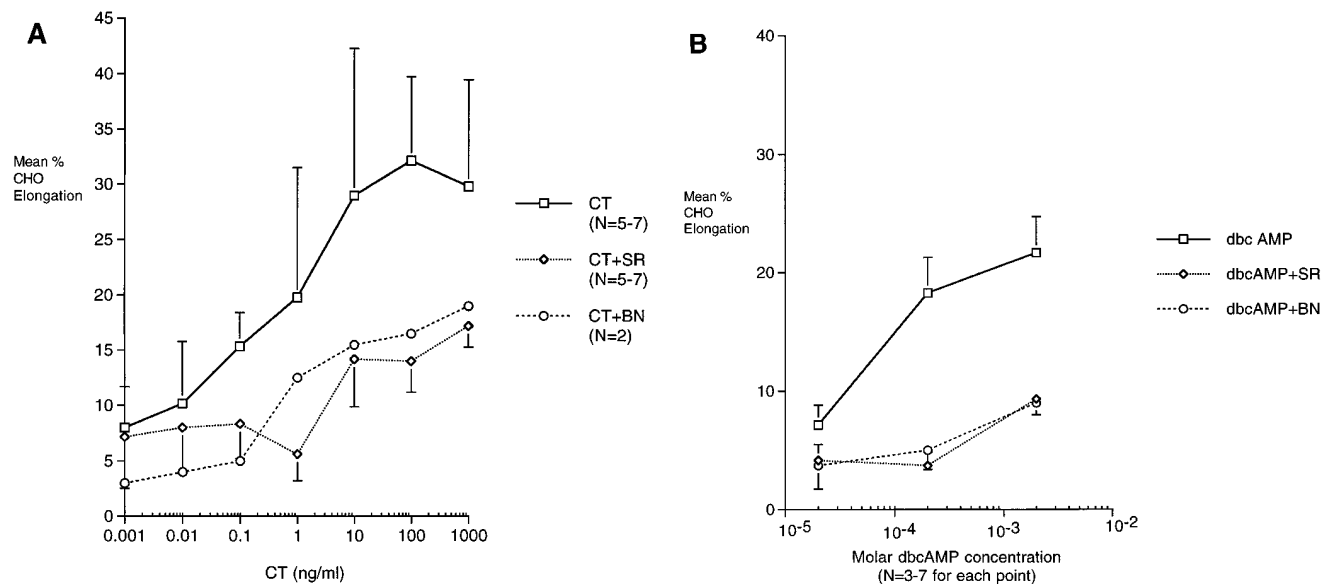 A
45
40
35
30
25
20
15
10
5
0
Mean %
CHO
Elongation
0.001 0.01 0.1 1 10 100 1000
CT (ng/ml)
CT
(N=5-7)
CT+SR
(N=5-7)
CT+BN
(N=2)
B
40
30
20
10
0
Mean %
CHO
Elongation
10-5 10-4 10-3 10-2
Molar dbcAMP concentration
(N=3-7 for each point)
dbc AMP
dbcAMP+SR
dbcAMP+BN